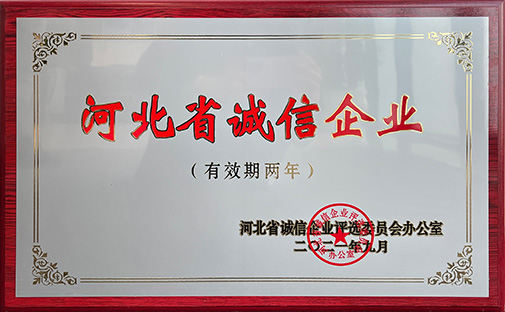 河北省诚信企业
（有效期两年）
河北省诚信企业评选委员会办公室
二〇二一年九月